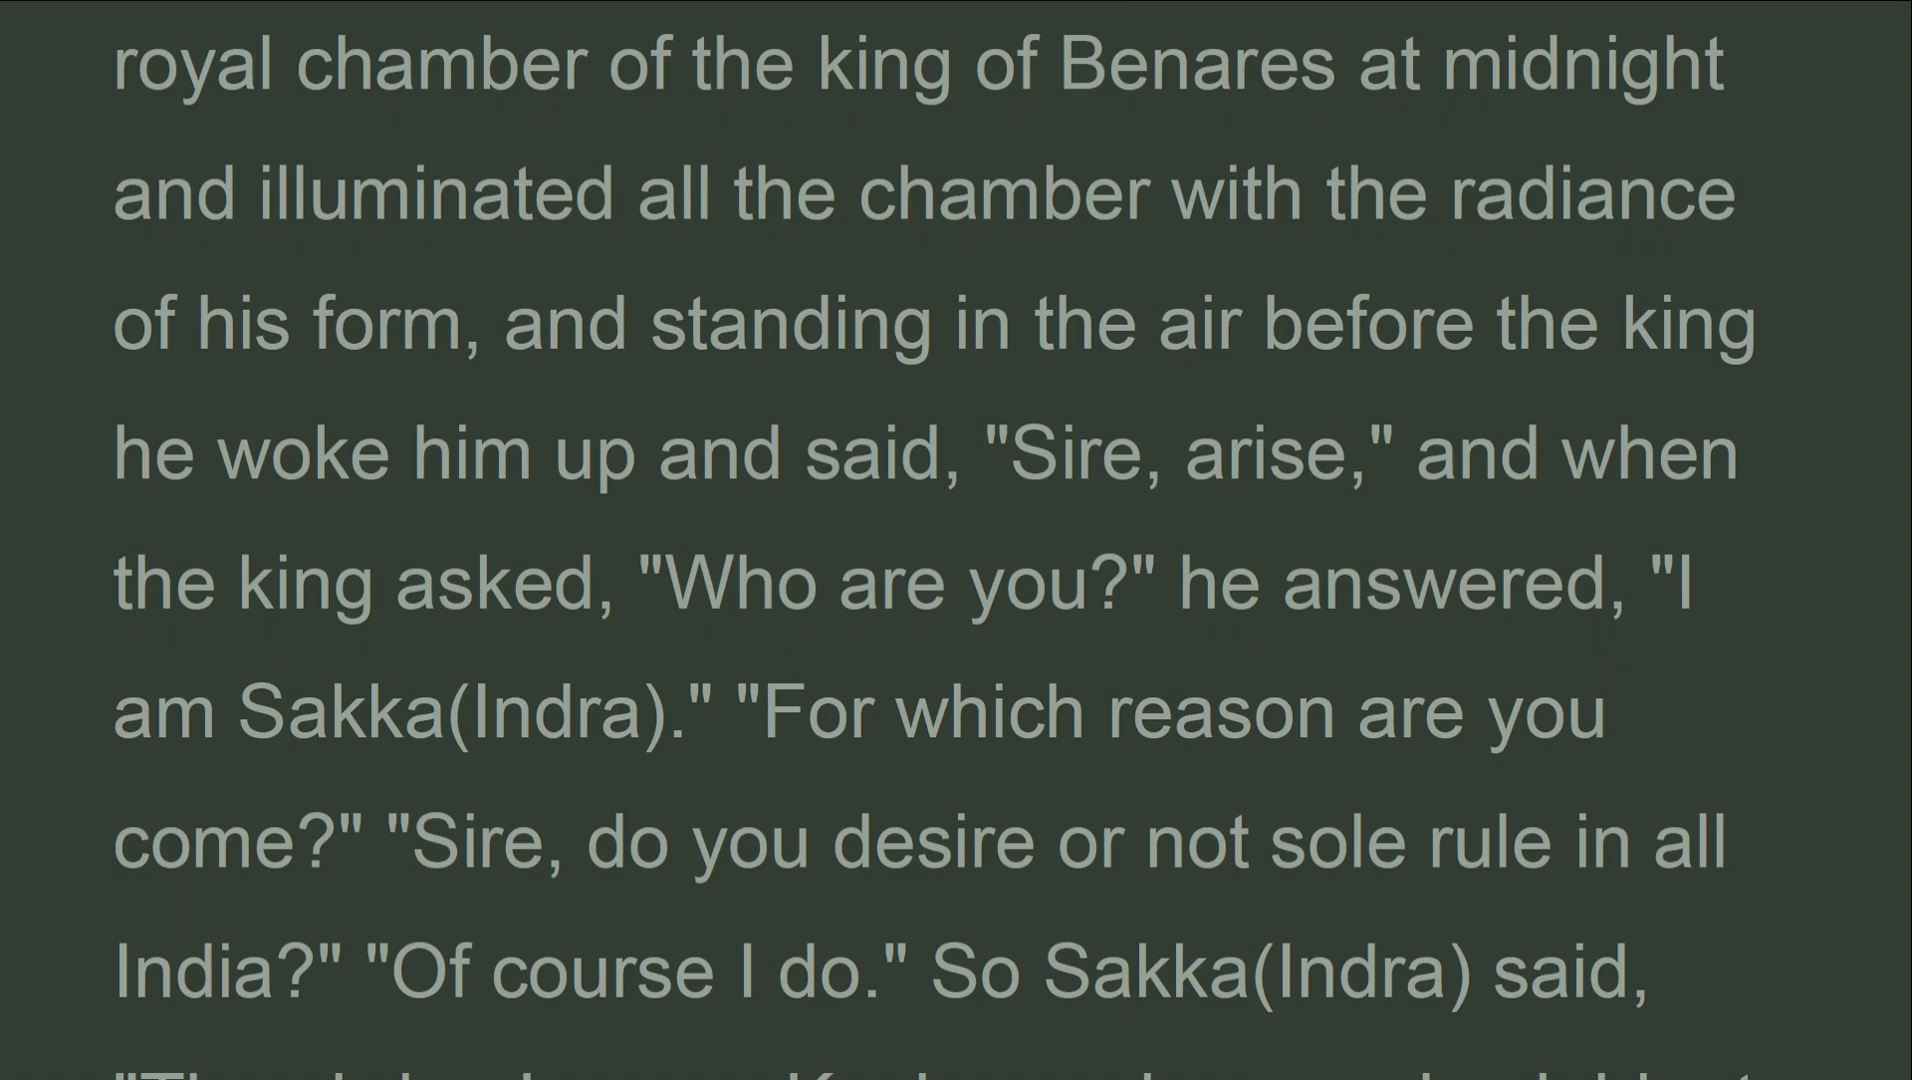 royal chamber of the king of Benares at midnight
and illuminated all the chamber with the radiance
of his form, and standing in the air before the king
he woke him up and said, "Sire, arise," and when
the king asked, "Who are you?" he answered, "I
am Sakka(Indra)." "For which reason are you
come?" "Sire, do you desire or not sole rule in all
India?" "Of course I do." So Sakka(Indra) said,